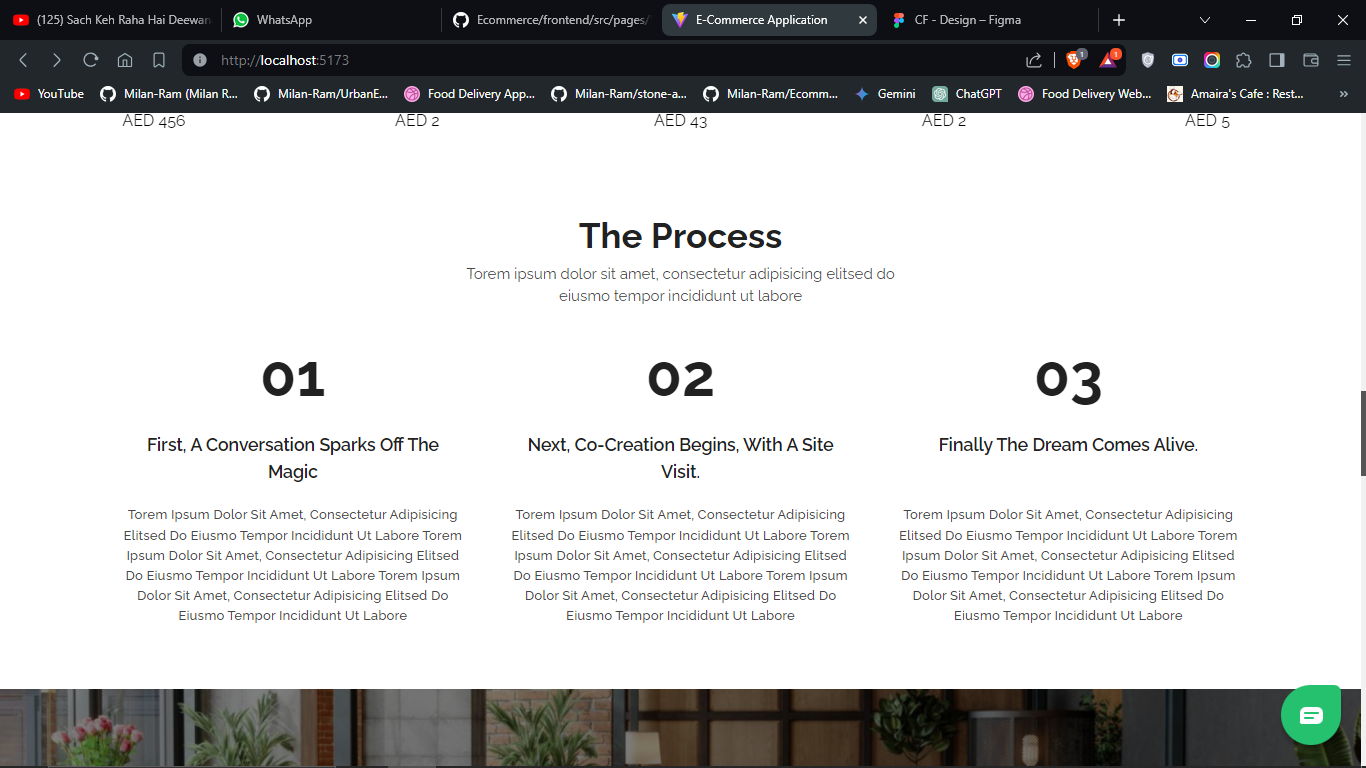 (125) Sach Keh Raha Hai Deewan
WhatsApp
Ecommerce/frontend/src/pages/
E-Commerce Application
CF - Design – Figma
http://localhost:5173
1
1
YouTube
Milan-Ram (Milan R...
Milan-Ram/UrbanE...
Food Delivery App...
Milan-Ram/stone-a...
Milan-Ram/Ecomm...
Gemini
ChatGPT
Food Delivery Web...
Amaira's Cafe : Rest...
»
AED 456
AED 2
AED 43
AED 2
AED 5
The Process
Torem ipsum dolor sit amet, consectetur adipisicing elitsed do
eiusmo tempor incididunt ut labore
01
First, A Conversation Sparks Off The
Magic
Torem Ipsum Dolor Sit Amet, Consectetur Adipisicing
Elitsed Do Eiusmo Tempor Incididunt Ut Labore Torem
Ipsum Dolor Sit Amet, Consectetur Adipisicing Elitsed
Do Eiusmo Tempor Incididunt Ut Labore Torem Ipsum
Dolor Sit Amet, Consectetur Adipisicing Elitsed Do
Eiusmo Tempor Incididunt Ut Labore
02
Next, Co-Creation Begins, With A Site
Visit.
Torem Ipsum Dolor Sit Amet, Consectetur Adipisicing
Elitsed Do Eiusmo Tempor Incididunt Ut Labore Torem
Ipsum Dolor Sit Amet, Consectetur Adipisicing Elitsed
Do Eiusmo Tempor Incididunt Ut Labore Torem Ipsum
Dolor Sit Amet, Consectetur Adipisicing Elitsed Do
Eiusmo Tempor Incididunt Ut Labore
03
Finally The Dream Comes Alive.
Torem Ipsum Dolor Sit Amet, Consectetur Adipisicing
Elitsed Do Eiusmo Tempor Incididunt Ut Labore Torem
Ipsum Dolor Sit Amet, Consectetur Adipisicing Elitsed
Do Eiusmo Tempor Incididunt Ut Labore Torem Ipsum
Dolor Sit Amet, Consectetur Adipisicing Elitsed Do
Eiusmo Tempor Incididunt Ut Labore